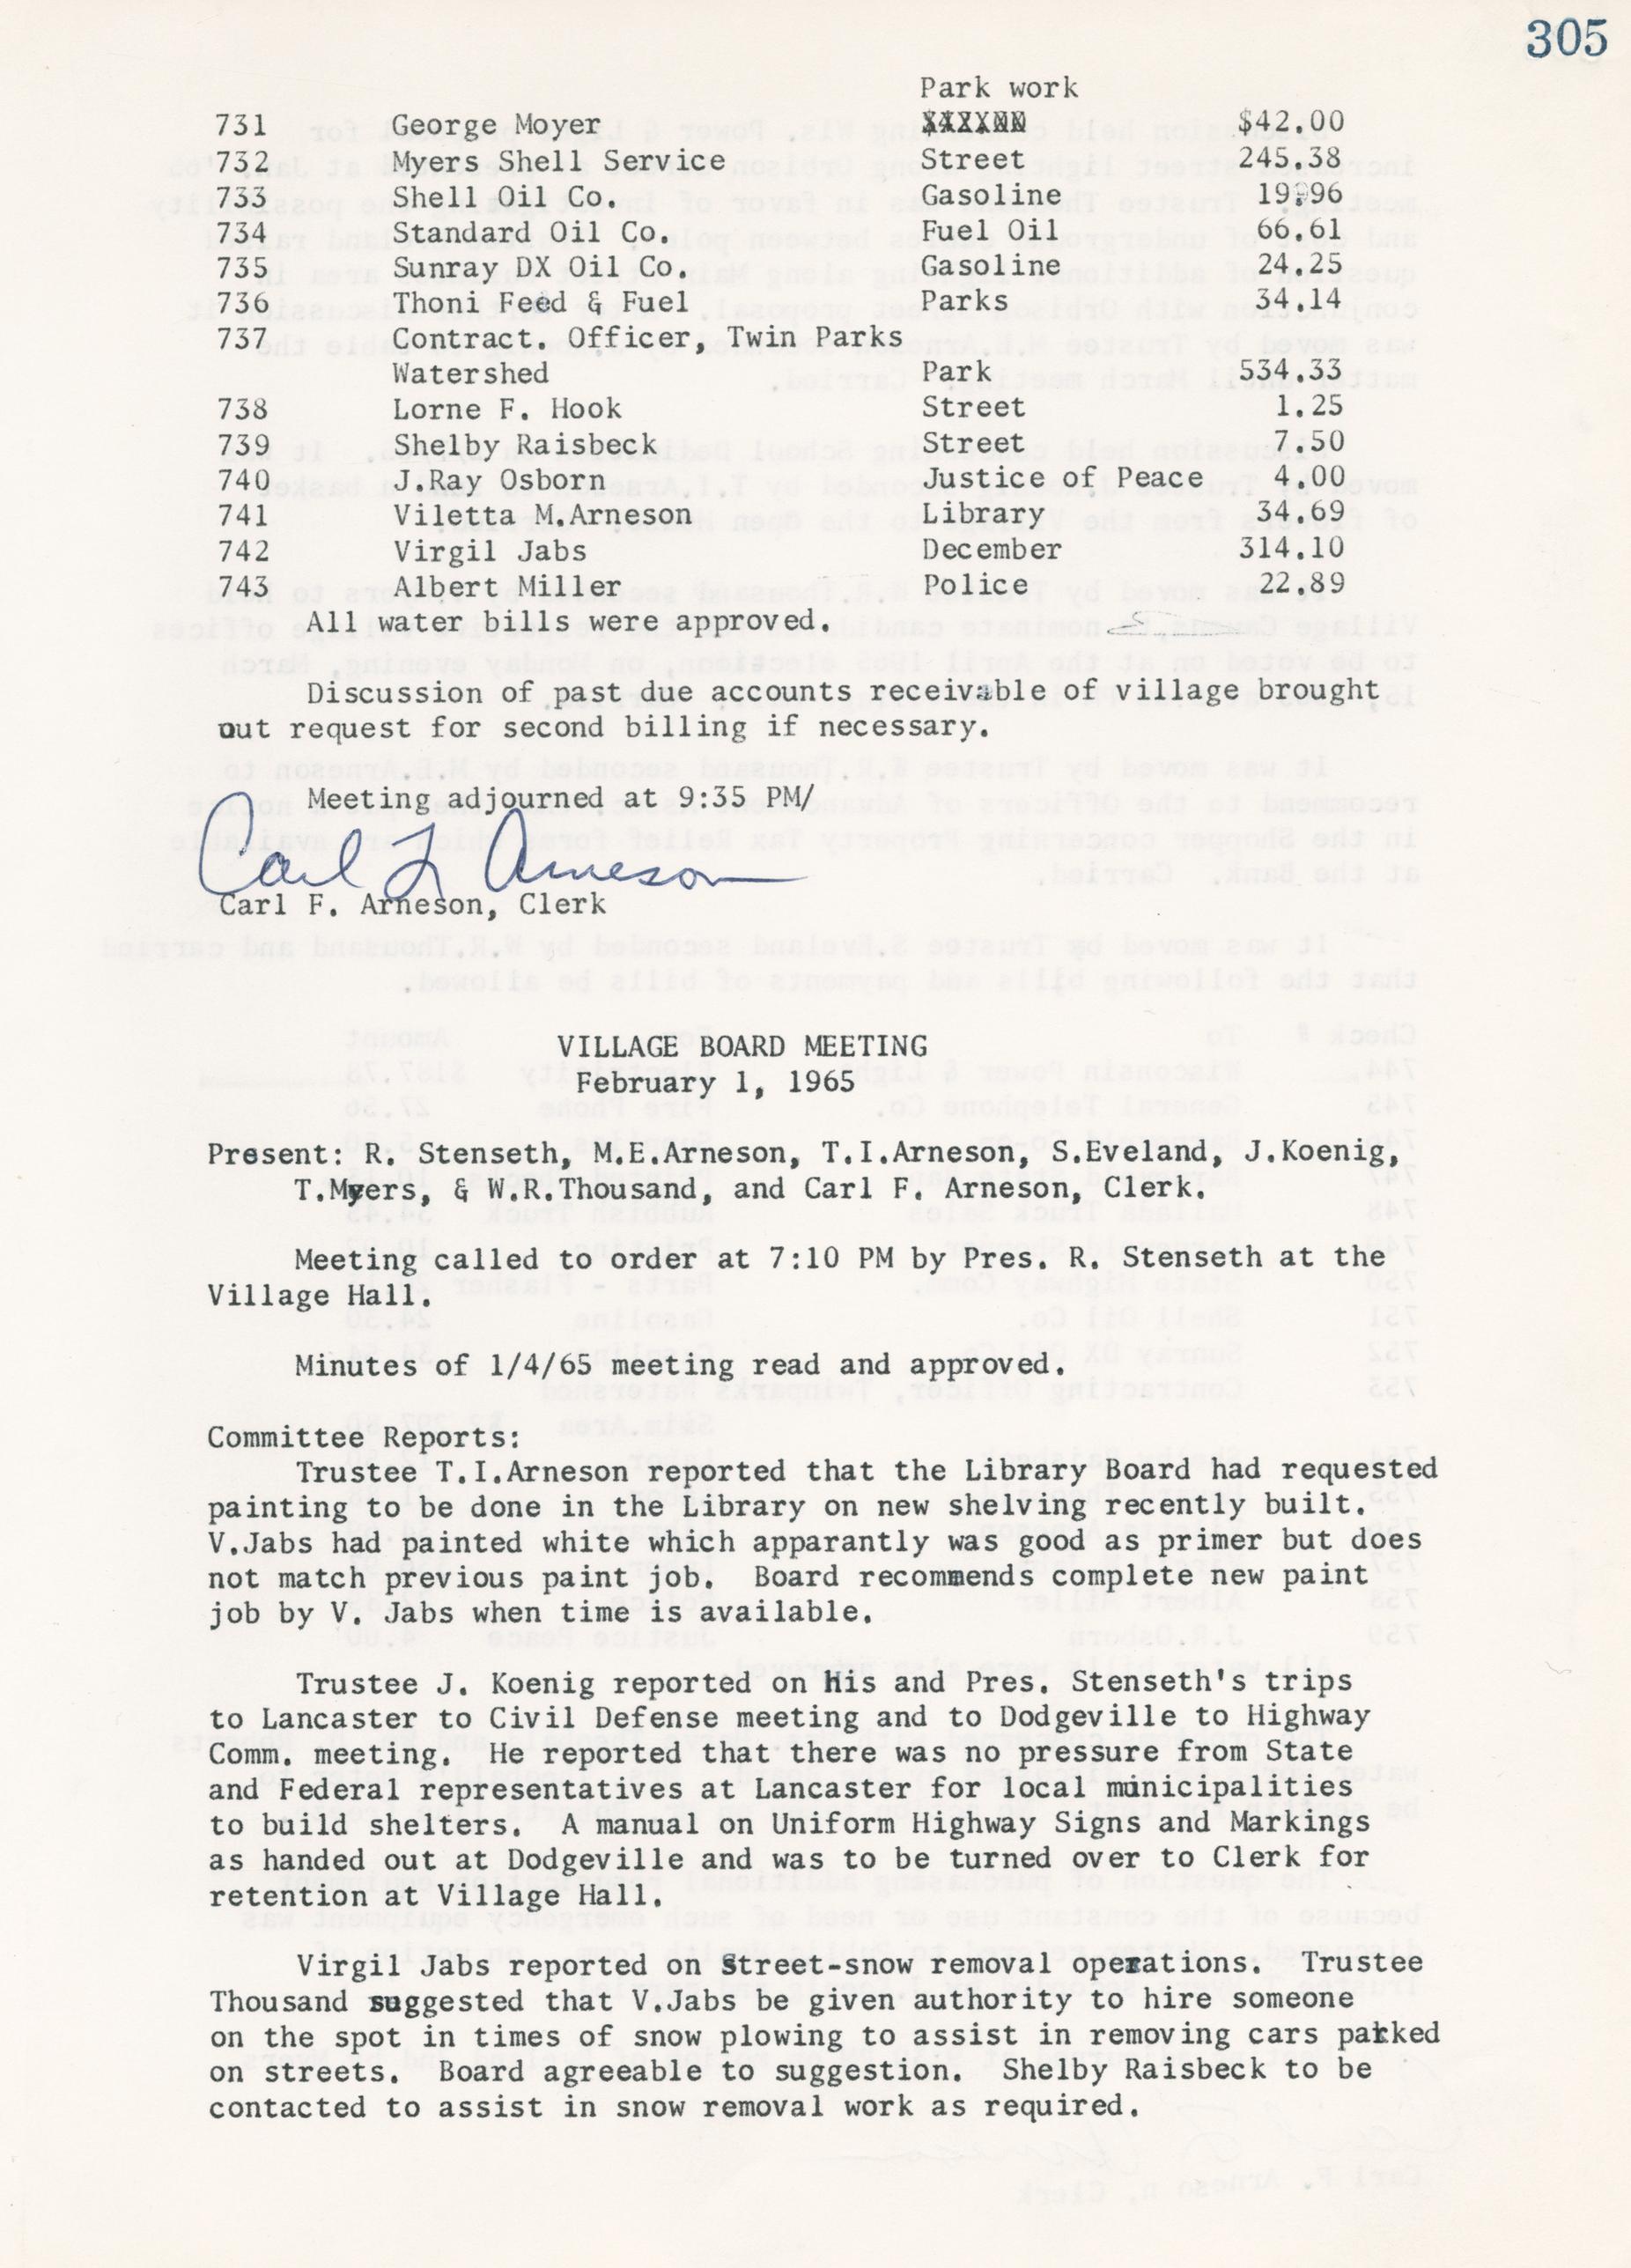 305
Park work
731 George Moyer $42.00
732 Myers Shell Service Street 245.38
733 Shell Oil Co. Gasoline 19.96
734 Standard Oil Co. Fuel Oil 66.61
735 Sunray DX Oil Co. Gasoline 24.25
736 Thoni Feed & Fuel Parks 34.14
737 Contract. Officer, Twin Parks
Watershed Park 534.33
738 Lorne F. Hook Street 1.25
739 Shelby Raisbeck Street 7.50
740 J.Ray Osborn Justice of Peace 4.00
741 Viletta M.Arneson Library 34.69
742 Virgil Jabs December 314.10
743 Albert Miller Police 22.89
All water bills were approved.
Discussion of past due accounts receivable of village brought
out request for second billing if necessary.
Meeting adjourned at 9:35 PM/
Carl F Arneson
Carl F. Arneson, Clerk
VILLAGE BOARD MEETING
February 1, 1965
Present: R. Stenseth, M.E.Arneson, T.I.Arneson, S.Eveland, J.Koenig,
T.Myers, & W.R.Thousand, and Carl F. Arneson, Clerk.
Meeting called to order at 7:10 PM by Pres. R. Stenseth at the
Village Hall.
Minutes of 1/4/65 meeting read and approved.
Committee Reports:
Trustee T.I.Arneson reported that the Library Board had requested
painting to be done in the Library on new shelving recently built.
V.Jabs had painted white which apparantly was good as primer but does
not match previous paint job. Board recommends complete new paint
job by V. Jabs when time is available.
Trustee J. Koenig reported on his and Pres. Stenseth's trips
to Lancaster to Civil Defense meeting and to Dodgeville to Highway
Comm. meeting. He reported that there was no pressure from State
and Federal representatives at Lancaster for local municipalities
to build shelters. A manual on Uniform Highway Signs and Markings
as handed out at Dodgeville and was to be turned over to Clerk for
retention at Village Hall.
Virgil Jabs reported on street-snow removal operations. Trustee
Thousand suggested that V.Jabs be given authority to hire someone
on the spot in times of snow plowing to assist in removing cars parked
on streets. Board agreeable to suggestion. Shelby Raisbeck to be
contacted to assist in snow removal work as required.